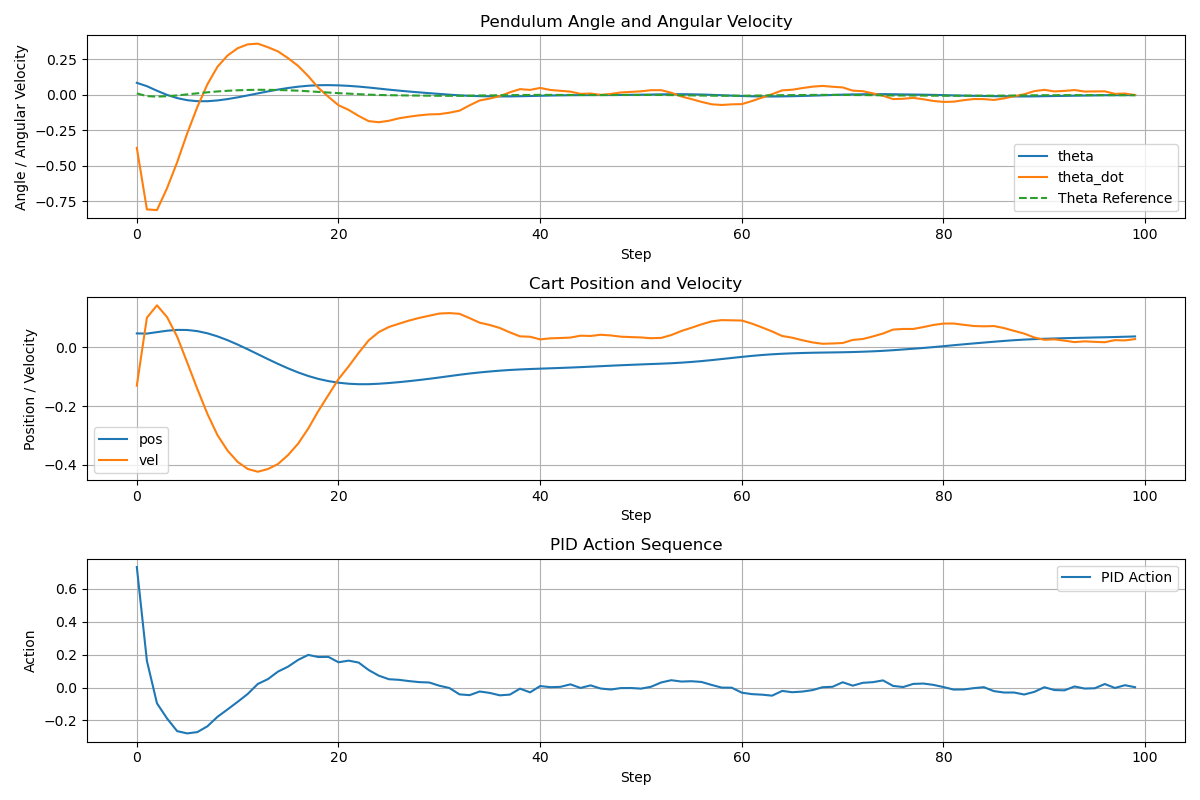 Pendulum Angle and Angular Velocity
Angle / Angular Velocity
0.25
0.00
−0.25
−0.50
−0.75
theta
theta_dot
Theta Reference
0 20 40 60 80 100
Step
Cart Position and Velocity
Position / Velocity
0.0
−0.2
−0.4
pos
vel
0 20 40 60 80 100
Step
PID Action Sequence
Action
0.6
0.4
0.2
0.0
−0.2
PID Action
0 20 40 60 80 100
Step